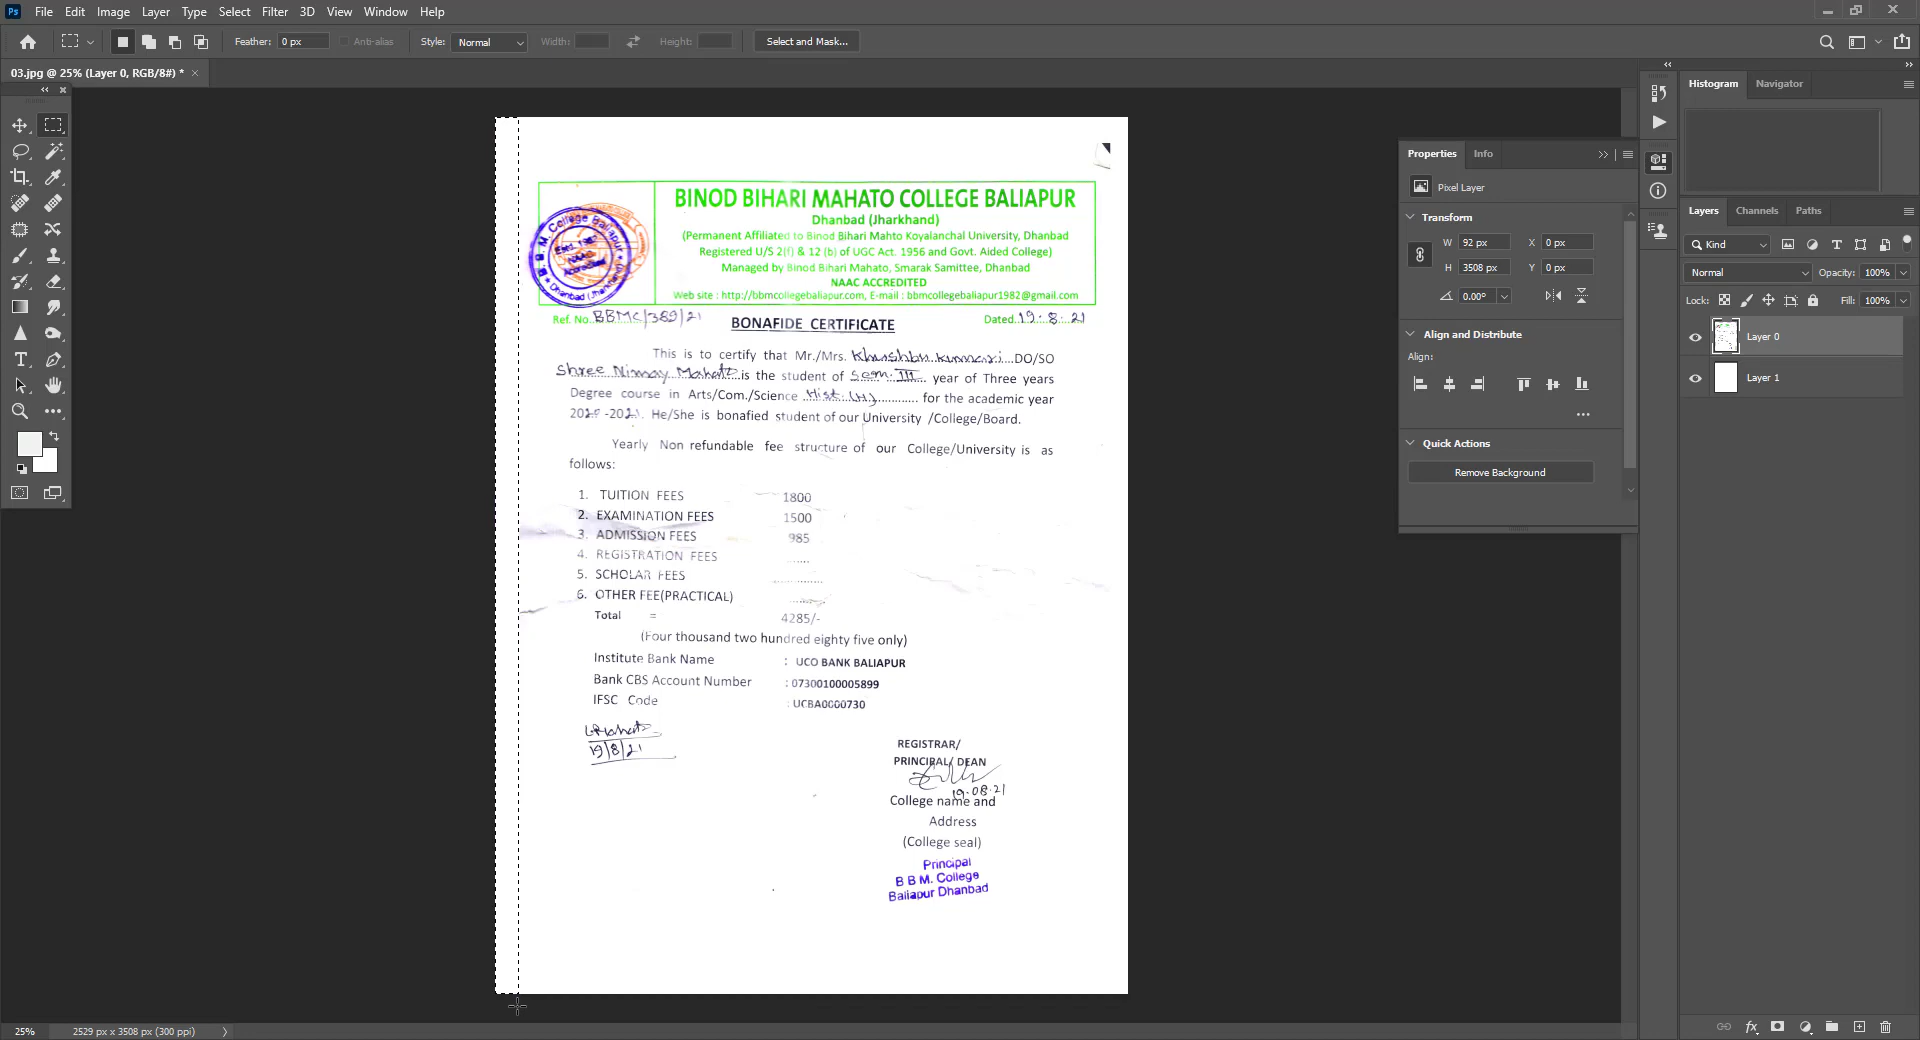 Ps File Edit Image Layer Type Select Filter 3D View Window Help
Feather: 0 px Anti-alias Style: Normal Width: Height: Select and Mask...
03.jpg @ 25% (Layer 0, RGB/8#) * ×
Histogram Navigator
Properties Info
Pixel Layer
Transform
W 92 px X 0 px
H 3508 px Y 0 px
0.00°
Align and Distribute
Align:
Quick Actions
Remove Background
Layers Channels Paths
Kind
Normal Opacity: 100%
Lock: Fill: 100%
Layer 0
Layer 1
BINOD BIHARI MAHATO COLLEGE BALIAPUR
Dhanbad (Jharkhand)
(Permanent Affiliated to Binod Bihari Mahto Koyalanchal University, Dhanbad
Registered U/S 2(f) & 12 (b) of UGC Act. 1956 and Govt. Aided College)
Managed by Binod Bihari Mahato, Smarak Samittee, Dhanbad
NAAC ACCREDITED
Web site : http://bbmcollegebaliapur.com, E-mail : bbmcollegebaliapur1982@gmail.com
B. B. M. College Baliapur
Estd. 1982
NAAC
Accredited
Dhanbad (Jharkhand)
Ref. No. BBMC/389/21 Dated 19.8.21
BONAFIDE CERTIFICATE
This is to certify that Mr./Mrs. Khushbu kumari DO/SO
Shree Nimay Mahato is the student of Sem. III year of Three years
Degree course in Arts/Com./Science Hist. (H) for the academic year
2020-2021. He/She is bonafied student of our University /College/Board.
Yearly Non refundable fee structure of our College/University is as
follows:
1. TUITION FEES 1800
2. EXAMINATION FEES 1500
3. ADMISSION FEES 985
4. REGISTRATION FEES ......
5. SCHOLAR FEES .............
6. OTHER FEE(PRACTICAL) .........
Total = 4285/-
(Four thousand two hundred eighty five only)
Institute Bank Name : UCO BANK BALIAPUR
Bank CBS Account Number : 07300100005899
IFSC Code : UCBA0000730
19/8/21
REGISTRAR/
PRINCIPAL/ DEAN
19.08.21
College name and
Address
(College seal)
Principal
B B M. College
Baliapur Dhanbad
25% 2529 px x 3508 px (300 ppi)